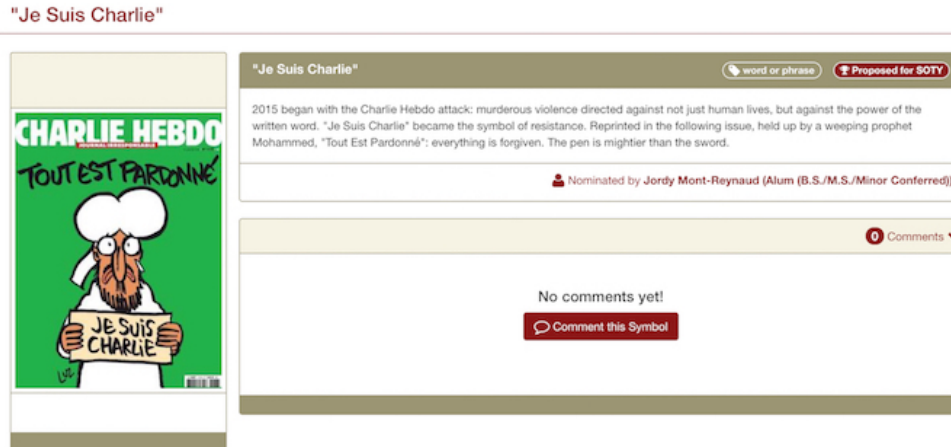 "Je Suis Charlie"
CHARLIE HEBDO
JOURNAL IRRESPONSABLE
TOUT EST PARDONNÉ
JE SUIS
CHARLIE
LUZ
"Je Suis Charlie"
word or phrase
Proposed for SOTY
2015 began with the Charlie Hebdo attack: murderous violence directed against not just human lives, but against the power of the
written word. "Je Suis Charlie" became the symbol of resistance. Reprinted in the following issue, held up by a weeping prophet
Mohammed, "Tout Est Pardonné": everything is forgiven. The pen is mightier than the sword.
Nominated by Jordy Mont-Reynaud (Alum (B.S./M.S./Minor Conferred))
0 Comments
No comments yet!
Comment this Symbol